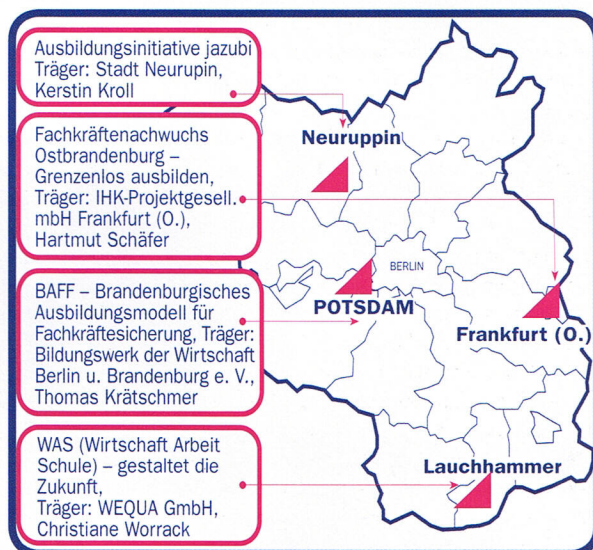 Ausbildungsinitiative jazubi
Träger: Stadt Neurupin,
Kerstin Kroll
Fachkräftenachwuchs
Ostbrandenburg –
Grenzenlos ausbilden,
Träger: IHK-Projektgesell.
mbH Frankfurt (O.),
Hartmut Schäfer
BAFF – Brandenburgisches
Ausbildungsmodell für
Fachkräftesicherung, Träger:
Bildungswerk der Wirtschaft
Berlin u. Brandenburg e. V.,
Thomas Krätschmer
WAS (Wirtschaft Arbeit
Schule) – gestaltet die
Zukunft,
Träger: WEQUA GmbH,
Christiane Worrack
Neuruppin
BERLIN
POTSDAM
Frankfurt (O.)
Lauchhammer